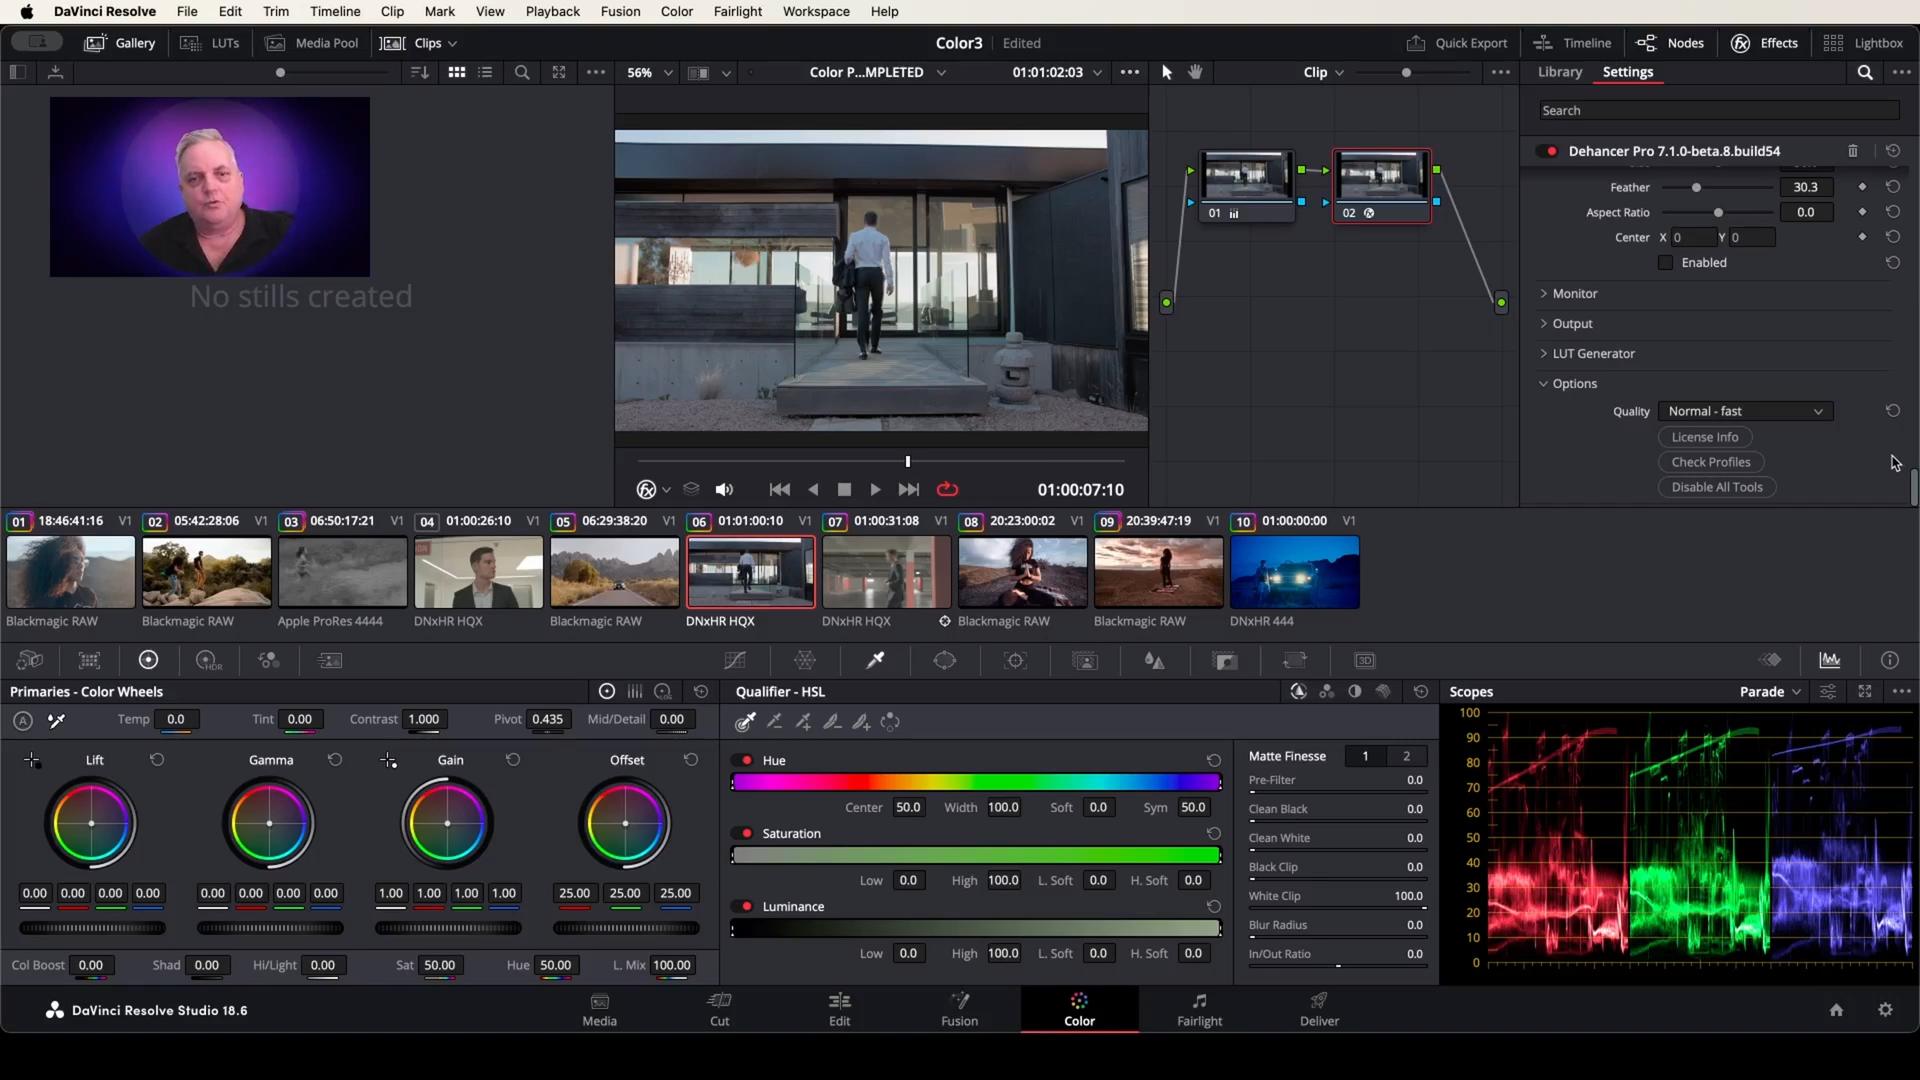 DaVinci Resolve File Edit Trim Timeline Clip Mark View Playback Fusion Color Fairlight Workspace Help
Gallery LUTs Media Pool Clips Color3 Edited Quick Export Timeline Nodes Effects Lightbox
56% Color P...MPLETED 01:01:02:03 Clip Library Settings
Search
Dehancer Pro 7.1.0-beta.8.build54
Feather 30.3
Aspect Ratio 0.0
Center X 0 Y 0
Enabled
Monitor
Output
LUT Generator
Options
Quality Normal - fast
License Info
Check Profiles
Disable All Tools
No stills created
01
02
01:00:07:10
01 18:46:41:16 V1 02 05:42:28:06 V1 03 06:50:17:21 V1 04 01:00:26:10 V1 05 06:29:38:20 V1 06 01:01:00:10 V1 07 01:00:31:08 V1 08 20:23:00:02 V1 09 20:39:47:19 V1 10 01:00:00:00 V1
Blackmagic RAW Blackmagic RAW Apple ProRes 4444 DNxHR HQX Blackmagic RAW DNxHR HQX DNxHR HQX Blackmagic RAW Blackmagic RAW DNxHR 444
HDR 3D
Primaries - Color Wheels
Temp 0.0 Tint 0.00 Contrast 1.000 Pivot 0.435 Mid/Detail 0.00
Lift Gamma Gain Offset
0.00 0.00 0.00 0.00 0.00 0.00 0.00 0.00 1.00 1.00 1.00 1.00 25.00 25.00 25.00
Col Boost 0.00 Shad 0.00 Hi/Light 0.00 Sat 50.00 Hue 50.00 L. Mix 100.00
Qualifier - HSL
Hue
Center 50.0 Width 100.0 Soft 0.0 Sym 50.0
Saturation
Low 0.0 High 100.0 L. Soft 0.0 H. Soft 0.0
Luminance
Low 0.0 High 100.0 L. Soft 0.0 H. Soft 0.0
Matte Finesse 1 2
Pre-Filter 0.0
Clean Black 0.0
Clean White 0.0
Black Clip 0.0
White Clip 100.0
Blur Radius 0.0
In/Out Ratio 0.0
Scopes Parade
100
90
80
70
60
50
40
30
20
10
0
DaVinci Resolve Studio 18.6
Media Cut Edit Fusion Color Fairlight Deliver